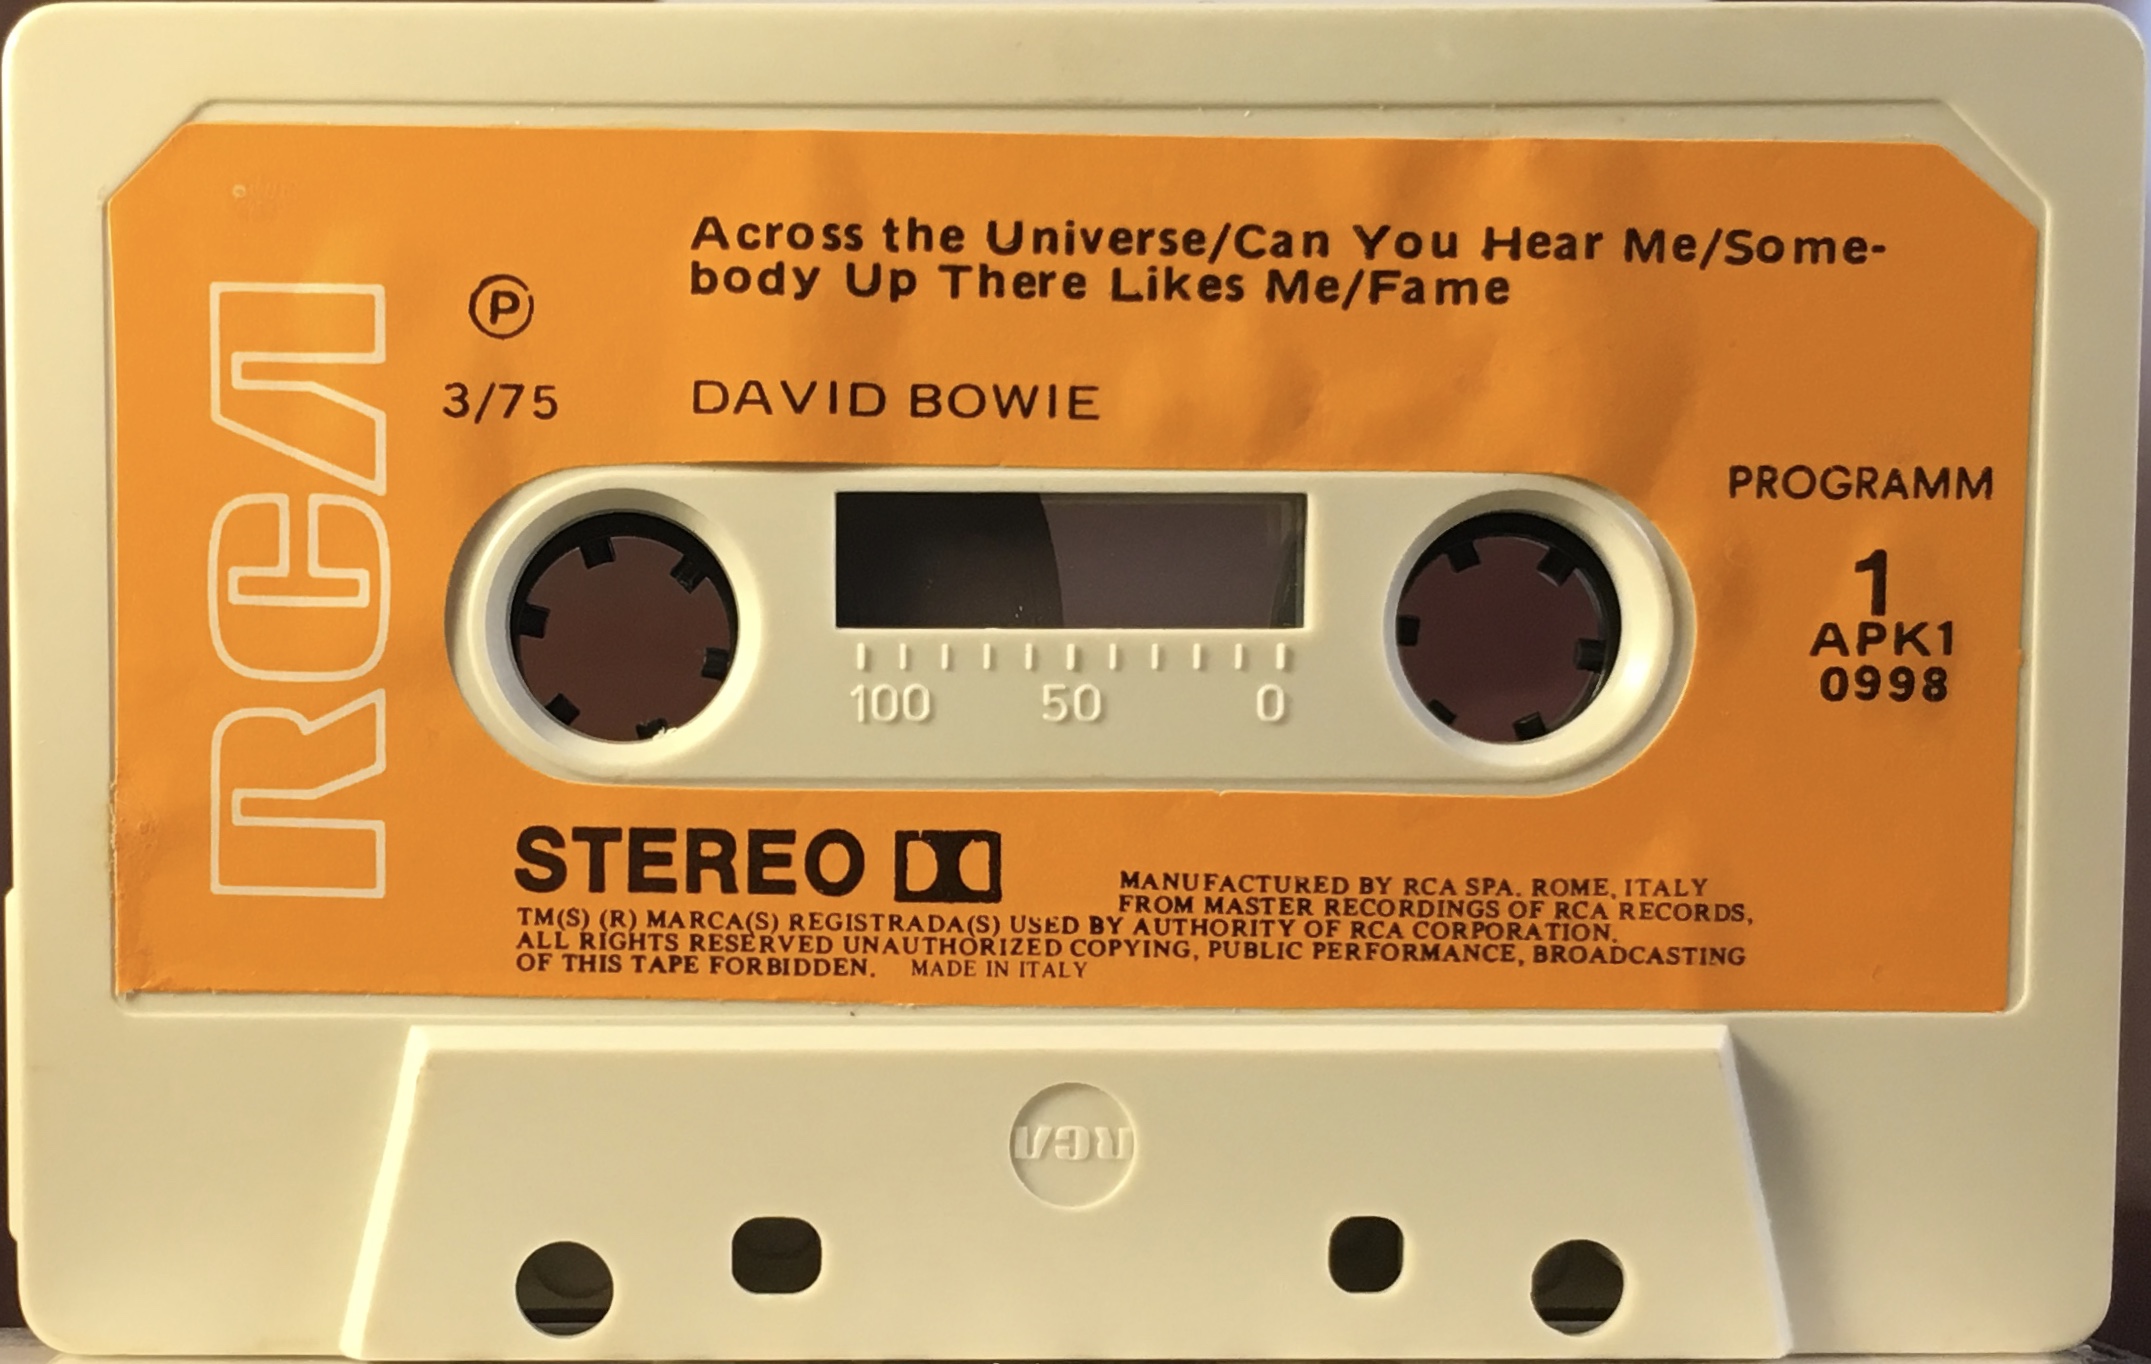 RCA
Ⓟ
3/75
Across the Universe/Can You Hear Me/Some-
body Up There Likes Me/Fame
DAVID BOWIE
PROGRAMM
1
APK1
0998
100 50 0
STEREO
MANUFACTURED BY RCA SPA. ROME, ITALY
FROM MASTER RECORDINGS OF RCA RECORDS,
TM(S) (R) MARCA(S) REGISTRADA(S) USED BY AUTHORITY OF RCA CORPORATION.
ALL RIGHTS RESERVED UNAUTHORIZED COPYING, PUBLIC PERFORMANCE, BROADCASTING
OF THIS TAPE FORBIDDEN. MADE IN ITALY
RCA